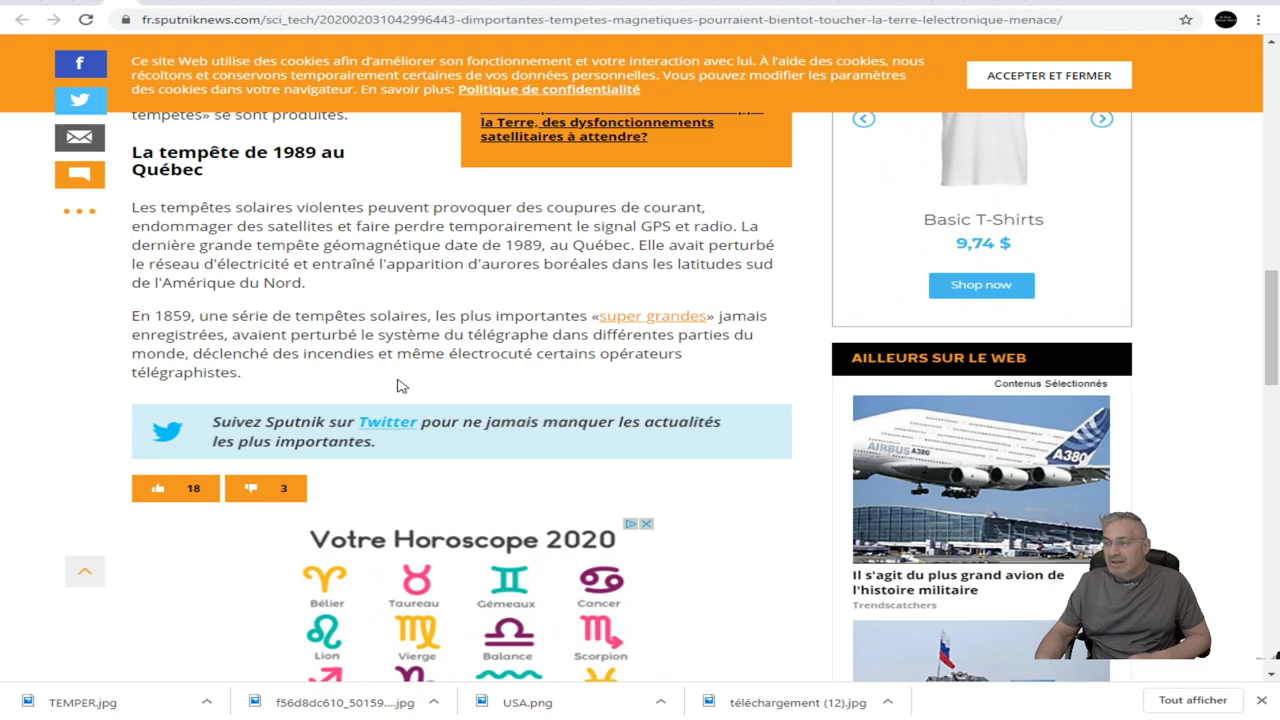 fr.sputniknews.com/sci_tech/202002031042996443-dimportantes-tempetes-magnetiques-pourraient-bientot-toucher-la-terre-lelectronique-menace/
Ce site Web utilise des cookies afin d'améliorer son fonctionnement et votre interaction avec lui. À l'aide des cookies, nous
récoltons et conservons temporairement certaines de vos données personnelles. Vous pouvez modifier les paramètres
des cookies dans votre navigateur. En savoir plus: Politique de confidentialité
ACCEPTER ET FERMER
tempêtes» se sont produites.
la Terre, des dysfonctionnements
satellitaires à attendre?
La tempête de 1989 au
Québec
Les tempêtes solaires violentes peuvent provoquer des coupures de courant,
endommager des satellites et faire perdre temporairement le signal GPS et radio. La
dernière grande tempête géomagnétique date de 1989, au Québec. Elle avait perturbé
le réseau d'électricité et entraîné l'apparition d'aurores boréales dans les latitudes sud
de l'Amérique du Nord.
En 1859, une série de tempêtes solaires, les plus importantes «super grandes» jamais
enregistrées, avaient perturbé le système du télégraphe dans différentes parties du
monde, déclenché des incendies et même électrocuté certains opérateurs
télégraphistes.
Suivez Sputnik sur Twitter pour ne jamais manquer les actualités
les plus importantes.
18
3
Votre Horoscope 2020
Bélier
Taureau
Gémeaux
Cancer
Lion
Vierge
Balance
Scorpion
Basic T-Shirts
9,74 $
Shop now
AILLEURS SUR LE WEB
Contenus Sélectionnés
AIRBUS A380
A380
Il s'agit du plus grand avion de
l'histoire militaire
Trendscatchers
TEMPER.jpg
f56d8dc610_50159....jpg
USA.png
téléchargement (12).jpg
Tout afficher